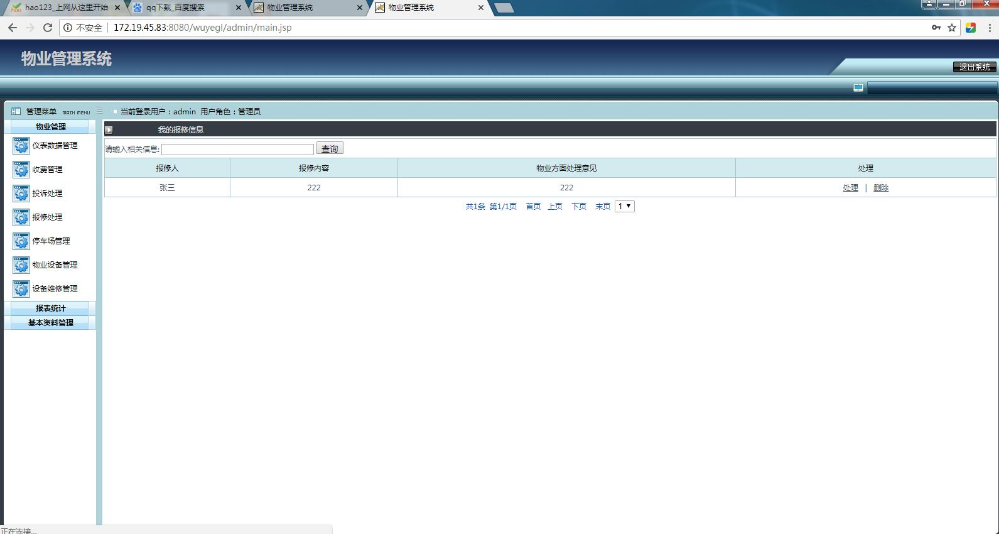 hao123_上网从这里开始 qq下载_百度搜索 物业管理系统 物业管理系统
不安全 172.19.45.83:8080/wuyegl/admin/main.jsp
物业管理系统
退出系统
管理菜单 MAIN MENU 当前登录用户：admin 用户角色：管理员
物业管理
我的报修信息
仪表数据管理
请输入相关信息: 查询
收费管理
报修人 报修内容 物业方面处理意见 处理
投诉处理
张三 222 222 处理 | 删除
共1条 第1/1页 首页 上页 下页 末页 1
报修处理
停车场管理
物业设备管理
设备维修管理
报表统计
基本资料管理
正在连接...